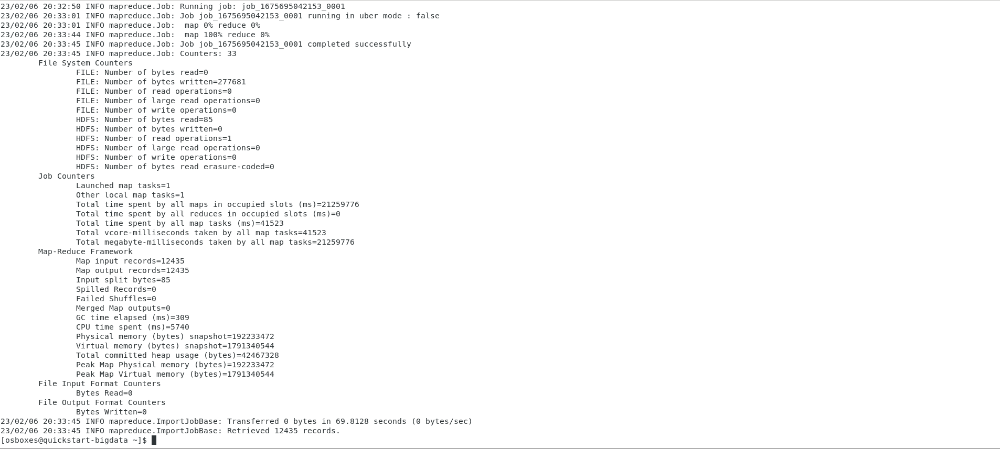 23/02/06 20:32:50 INFO mapreduce.Job: Running job: job_1675695042153_0001
23/02/06 20:33:01 INFO mapreduce.Job: Job job_1675695042153_0001 running in uber mode : false
23/02/06 20:33:01 INFO mapreduce.Job:  map 0% reduce 0%
23/02/06 20:33:44 INFO mapreduce.Job:  map 100% reduce 0%
23/02/06 20:33:45 INFO mapreduce.Job: Job job_1675695042153_0001 completed successfully
23/02/06 20:33:45 INFO mapreduce.Job: Counters: 33
File System Counters
FILE: Number of bytes read=0
FILE: Number of bytes written=277681
FILE: Number of read operations=0
FILE: Number of large read operations=0
FILE: Number of write operations=0
HDFS: Number of bytes read=85
HDFS: Number of bytes written=0
HDFS: Number of read operations=1
HDFS: Number of large read operations=0
HDFS: Number of write operations=0
HDFS: Number of bytes read erasure-coded=0
Job Counters
Launched map tasks=1
Other local map tasks=1
Total time spent by all maps in occupied slots (ms)=21259776
Total time spent by all reduces in occupied slots (ms)=0
Total time spent by all map tasks (ms)=41523
Total vcore-milliseconds taken by all map tasks=41523
Total megabyte-milliseconds taken by all map tasks=21259776
Map-Reduce Framework
Map input records=12435
Map output records=12435
Input split bytes=85
Spilled Records=0
Failed Shuffles=0
Merged Map outputs=0
GC time elapsed (ms)=309
CPU time spent (ms)=5740
Physical memory (bytes) snapshot=192233472
Virtual memory (bytes) snapshot=1791340544
Total committed heap usage (bytes)=42467328
Peak Map Physical memory (bytes)=192233472
Peak Map Virtual memory (bytes)=1791340544
File Input Format Counters
Bytes Read=0
File Output Format Counters
Bytes Written=0
23/02/06 20:33:45 INFO mapreduce.ImportJobBase: Transferred 0 bytes in 69.8128 seconds (0 bytes/sec)
23/02/06 20:33:45 INFO mapreduce.ImportJobBase: Retrieved 12435 records.
[osboxes@quickstart-bigdata ~]$